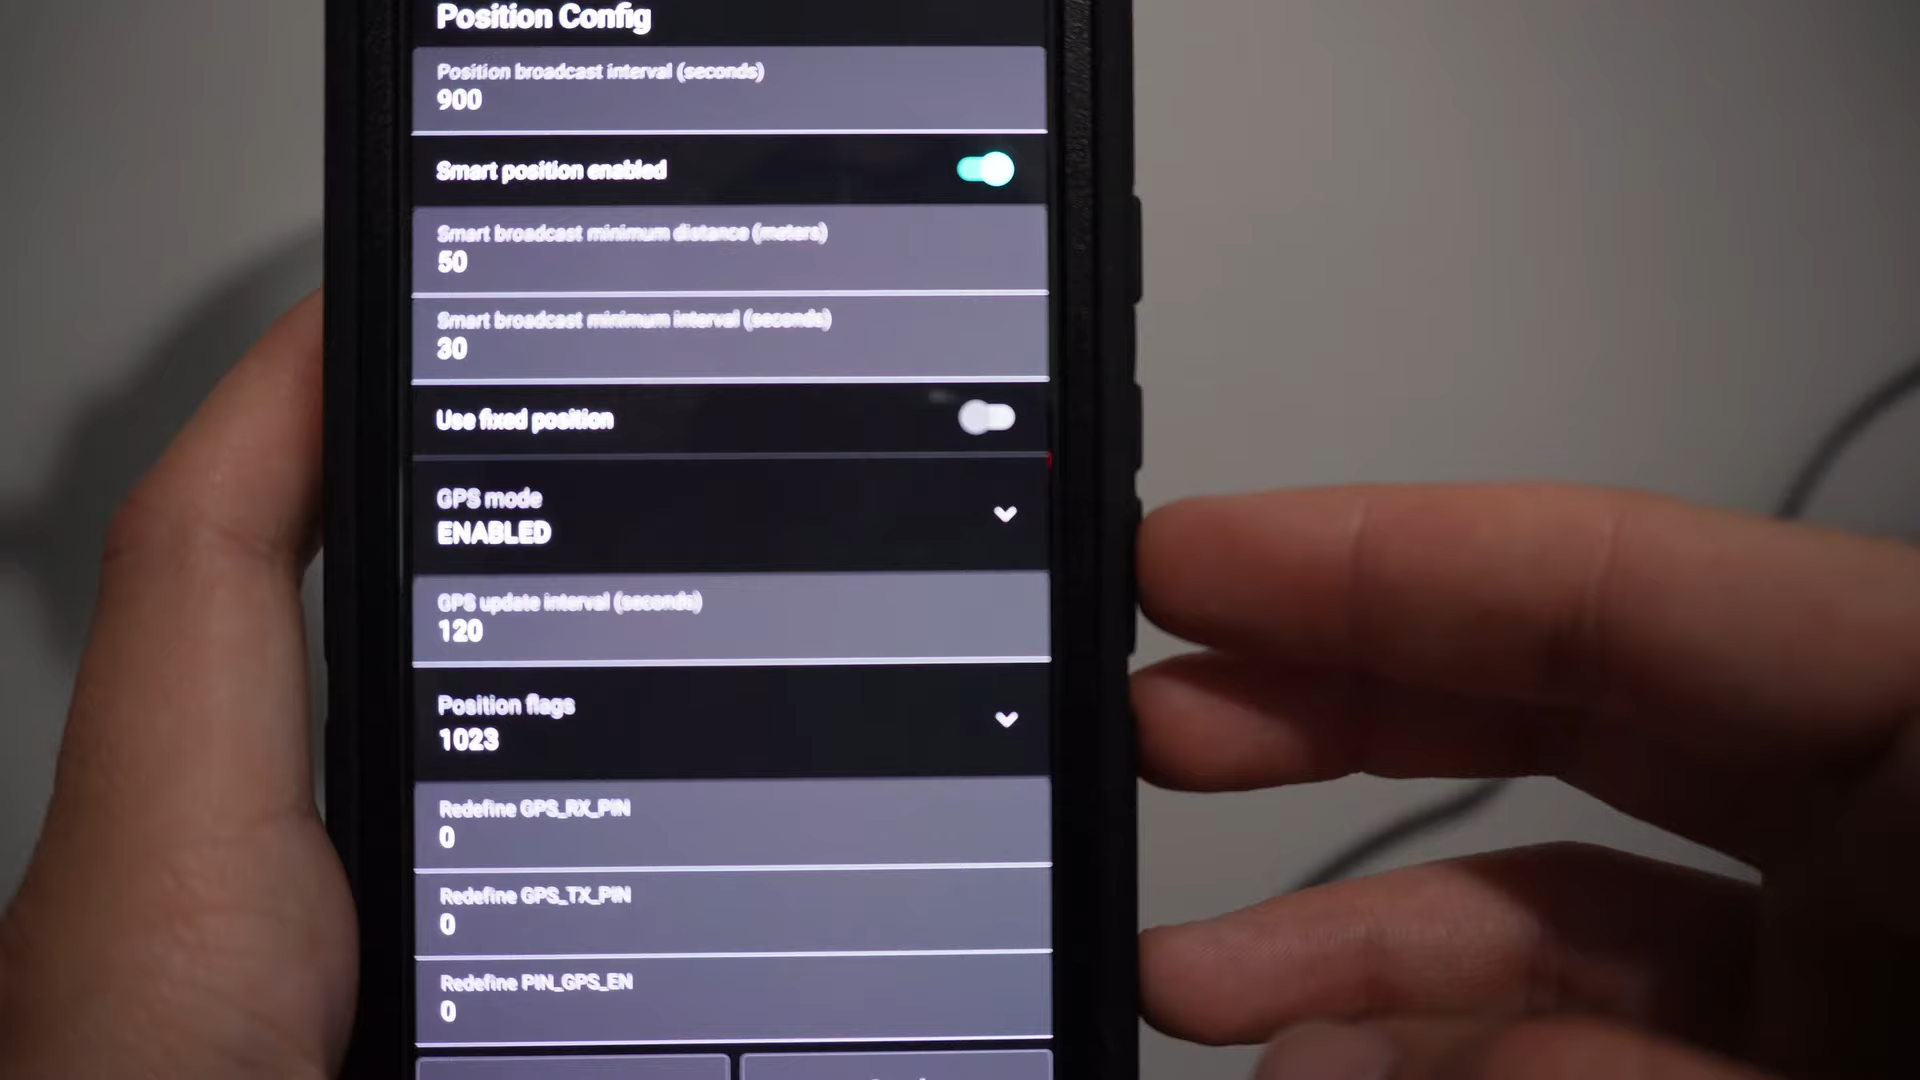 Position Config
Position broadcast interval (seconds)
900
Smart position enabled
Smart broadcast minimum distance (meters)
50
Smart broadcast minimum interval (seconds)
30
Use fixed position
GPS mode
ENABLED
GPS update interval (seconds)
120
Position flags
1023
Redefine GPS_RX_PIN
0
Redefine GPS_TX_PIN
0
Redefine PIN_GPS_EN
0